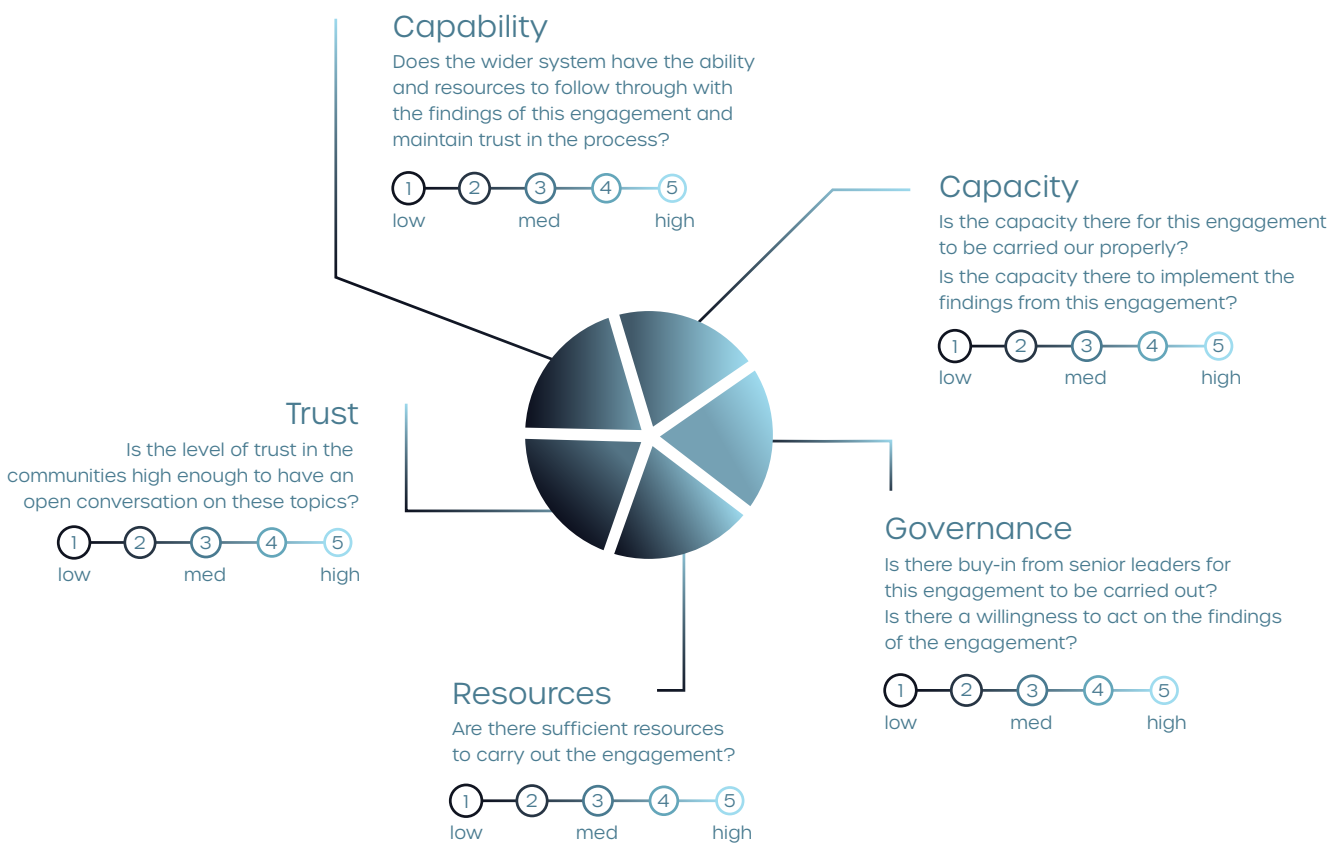 Capability
Does the wider system have the ability
and resources to follow through with
the findings of this engagement and
maintain trust in the process?
1 2 3 4 5
low med high
Capacity
Is the capacity there for this engagement
to be carried our properly?
Is the capacity there to implement the
findings from this engagement?
1 2 3 4 5
low med high
Trust
Is the level of trust in the
communities high enough to have an
open conversation on these topics?
1 2 3 4 5
low med high
Governance
Is there buy-in from senior leaders for
this engagement to be carried out?
Is there a willingness to act on the findings
of the engagement?
1 2 3 4 5
low med high
Resources
Are there sufficient resources
to carry out the engagement?
1 2 3 4 5
low med high